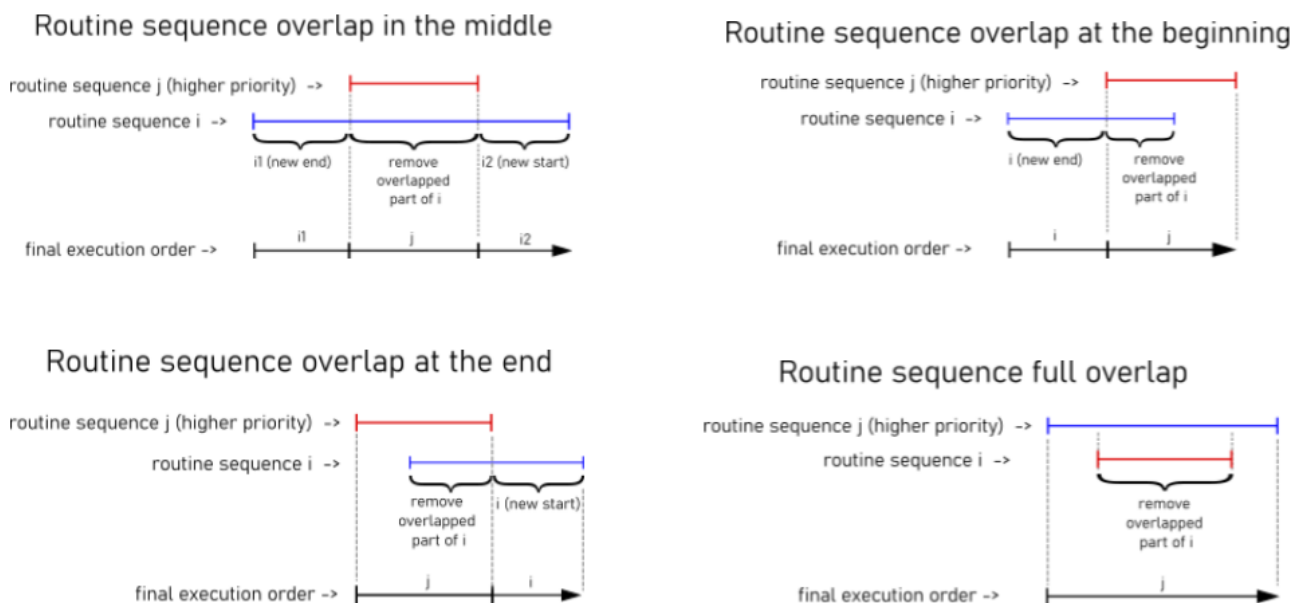 Routine sequence overlap in the middle
routine sequence j (higher priority) ->
routine sequence i ->
i1 (new end)
remove
overlapped
part of i
i2 (new start)
i1
j
i2
final execution order ->
Routine sequence overlap at the beginning
routine sequence j (higher priority) ->
routine sequence i ->
i (new end)
remove
overlapped
part of i
i
j
final execution order ->
Routine sequence overlap at the end
routine sequence j (higher priority) ->
routine sequence i ->
remove
overlapped
part of i
i (new start)
j
i
final execution order ->
Routine sequence full overlap
routine sequence j (higher priority) ->
routine sequence i ->
remove
overlapped
part of i
j
final execution order ->